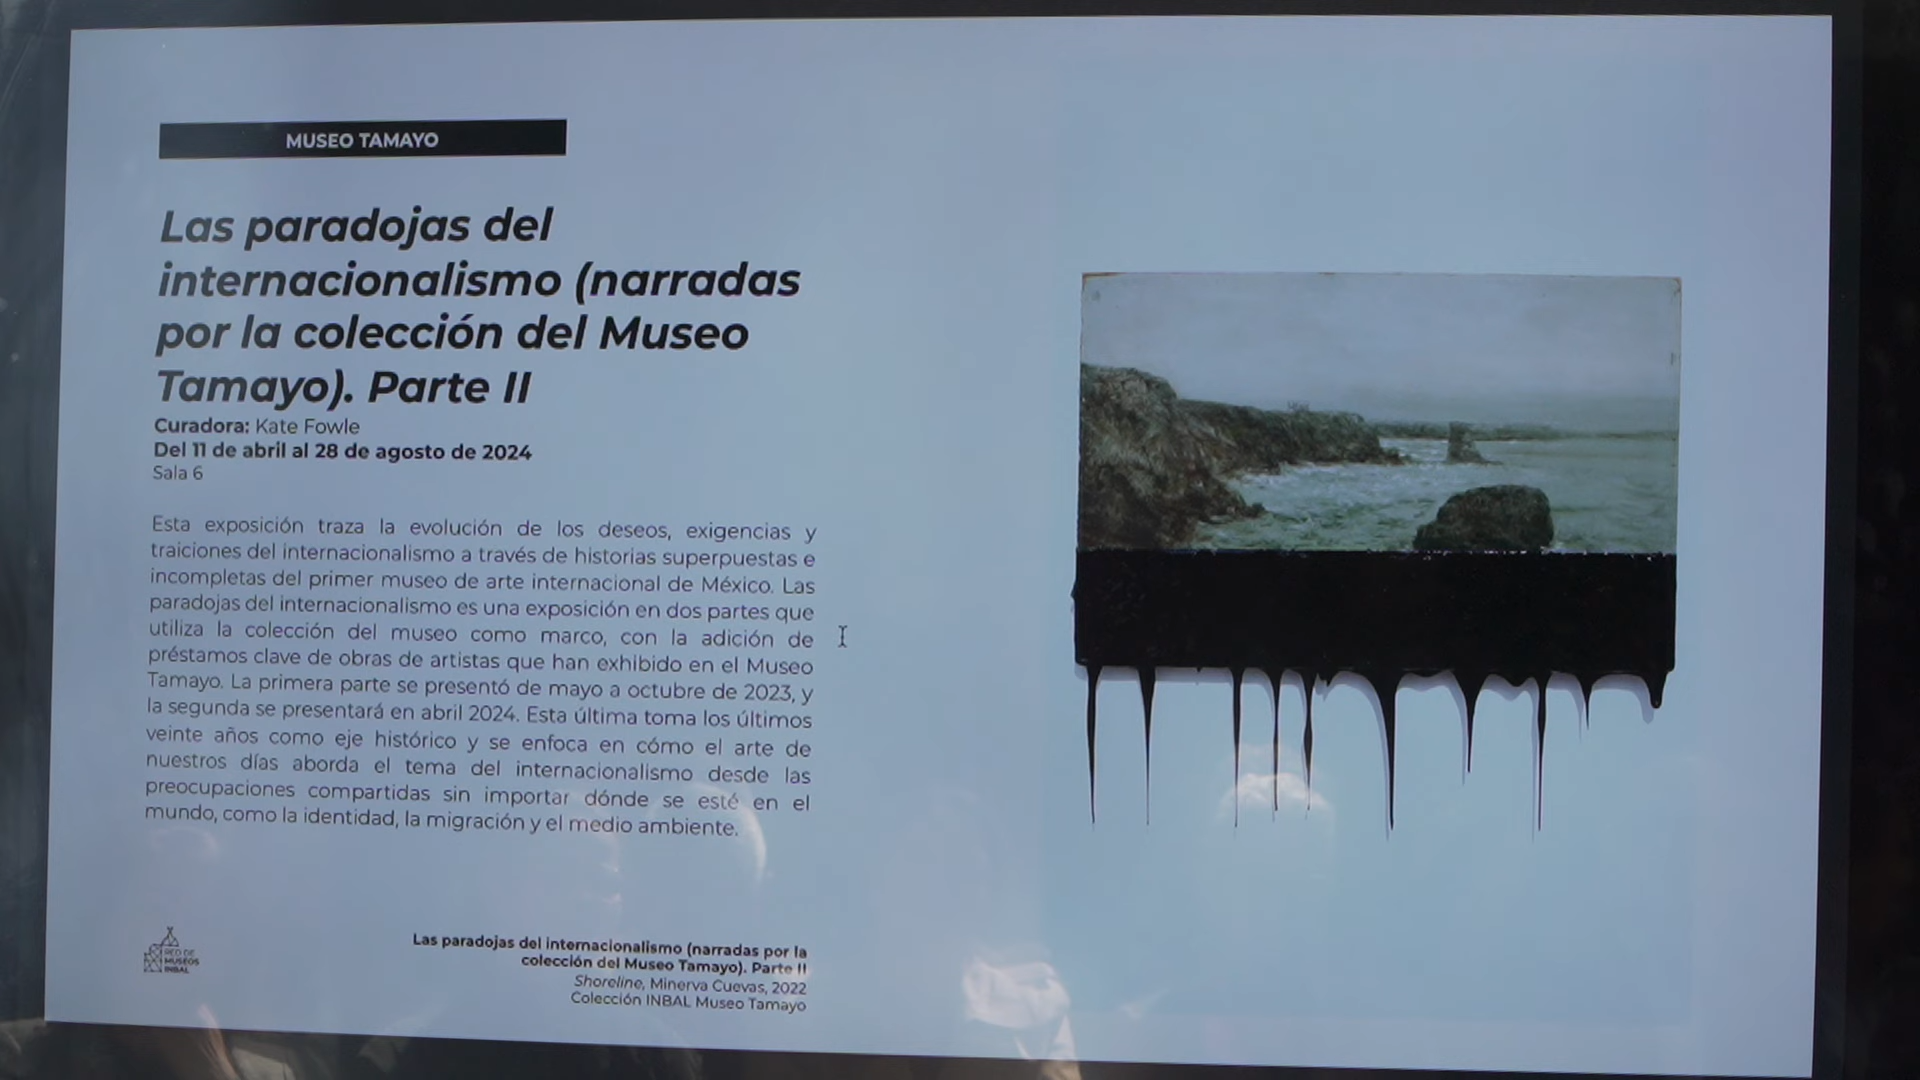 MUSEO TAMAYO
Las paradojas del
internacionalismo (narradas
por la colección del Museo
Tamayo). Parte II
Curadora: Kate Fowle
Del 11 de abril al 28 de agosto de 2024
Sala 6
Esta exposición traza la evolución de los deseos, exigencias y
traiciones del internacionalismo a través de historias superpuestas e
incompletas del primer museo de arte internacional de México. Las
paradojas del internacionalismo es una exposición en dos partes que
utiliza la colección del museo como marco, con la adición de
préstamos clave de obras de artistas que han exhibido en el Museo
Tamayo. La primera parte se presentó de mayo a octubre de 2023, y
la segunda se presentará en abril 2024. Esta última toma los últimos
veinte años como eje histórico y se enfoca en cómo el arte de
nuestros días aborda el tema del internacionalismo desde las
preocupaciones compartidas sin importar dónde se esté en el
mundo, como la identidad, la migración y el medio ambiente.
RED DE
MUSEOS
INBAL
Las paradojas del internacionalismo (narradas por la
colección del Museo Tamayo). Parte II
Shoreline, Minerva Cuevas, 2022
Colección INBAL Museo Tamayo